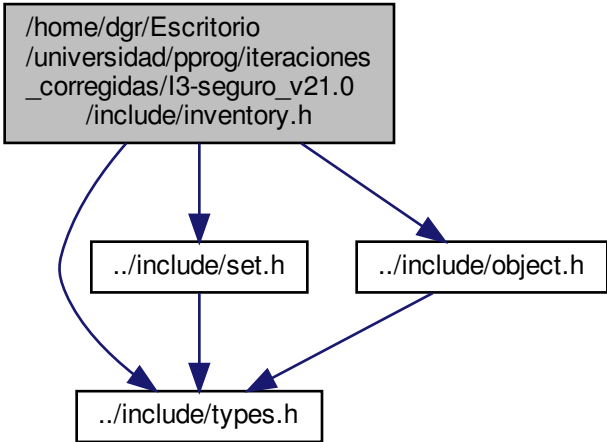 /home/dgr/Escritorio
/universidad/pprog/iteraciones
_corregidas/I3-seguro_v21.0
/include/inventory.h
../include/set.h
../include/object.h
../include/types.h